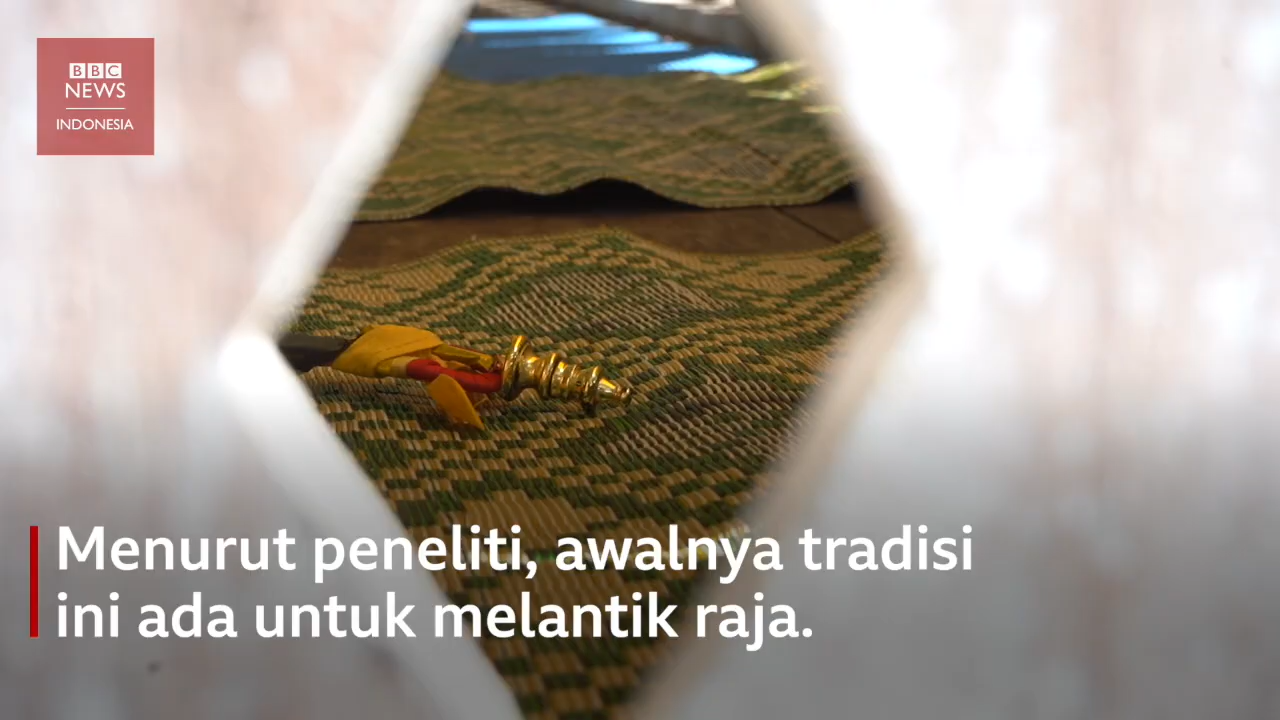 BBC
NEWS
INDONESIA
Menurut peneliti, awalnya tradisi
ini ada untuk melantik raja.